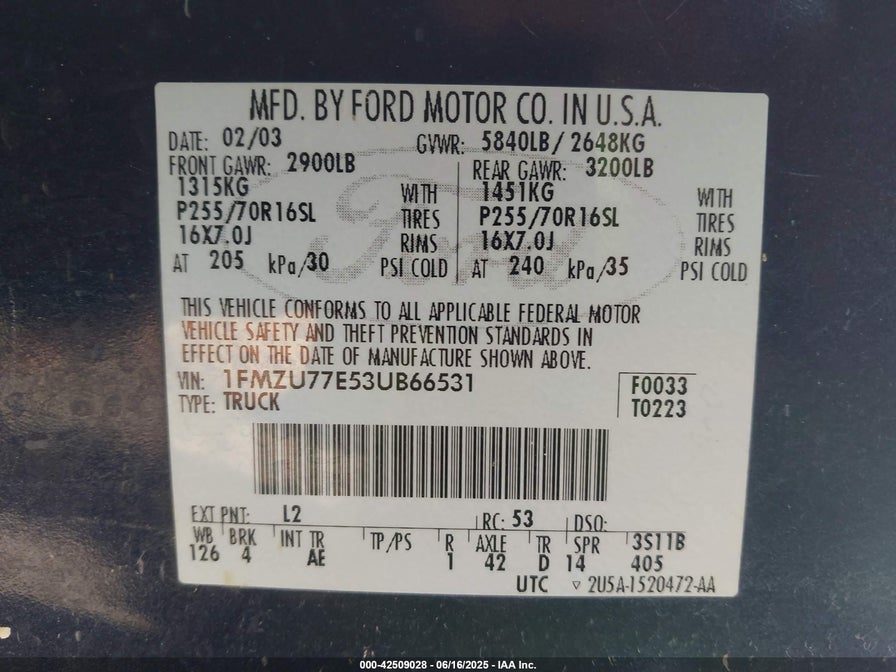 MFD. BY FORD MOTOR CO. IN U.S.A.
DATE: 02/03 GVWR: 5840LB/ 2648KG
FRONT GAWR: 2900LB REAR GAWR: 3200LB
1315KG WITH 1451KG WITH
P255/70R16SL TIRES P255/70R16SL TIRES
16X7.0J RIMS 16X7.0J RIMS
AT 205 kPa/30 PSI COLD AT 240 kPa/35 PSI COLD
Ford
THIS VEHICLE CONFORMS TO ALL APPLICABLE FEDERAL MOTOR
VEHICLE SAFETY AND THEFT PREVENTION STANDARDS IN
EFFECT ON THE DATE OF MANUFACTURE SHOWN ABOVE.
VIN: 1FMZU77E53UB66531 F0033
TYPE: TRUCK T0223
EXT PNT: L2 RC: 53 DSO:
WB BRK INT TR TP/PS R AXLE TR SPR 3S11B
126 4 AE 1 42 D 14 405
UTC ▽ 2U5A-1520472-AA
000-42509028 - 06/16/2025 - IAA Inc.